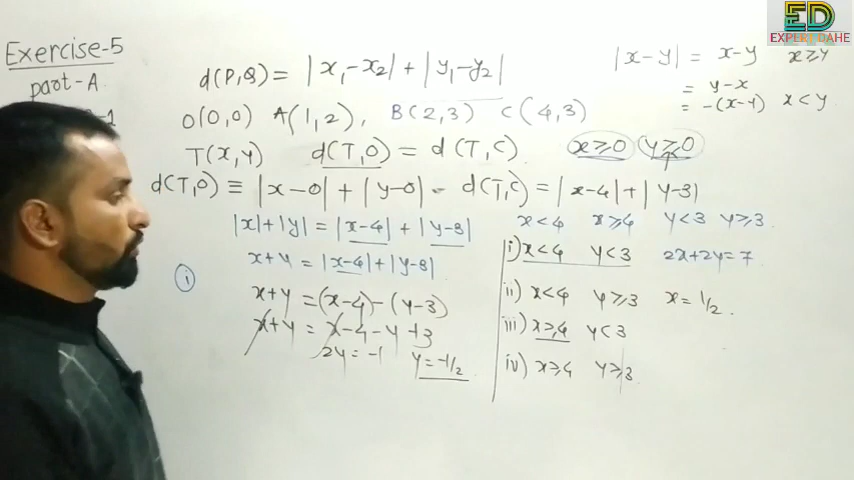 ED
EXPERT DAHE
Exercise-5
part-A
d(P,Q) = |x₁-x₂| + |y₁-y₂|
|x-y| = x-y x≥y
= y-x
= -(x-y) x<y
O(0,0) A(1,2), B(2,3) C(4,3)
T(x,y) d(T,O) = d(T,C) x≥0 y≥0
d(T,O) ≡ |x-0| + |y-0| = d(T,C) = |x-4| + |y-3|
|x|+|y| = |x-4| + |y-3|
x<4 x≥4 y<3 y≥3
x+y = |x-4| + |y-3|
i) x<4 y<3 2x+2y=7
i
x+y = (x-4)-(y-3)
ii) x<4 y≥3 x=1/2.
x+y = x-4-y+3
iii) x≥4 y<3
2y=-1 y=-1/2
iv) x≥4 y≥3